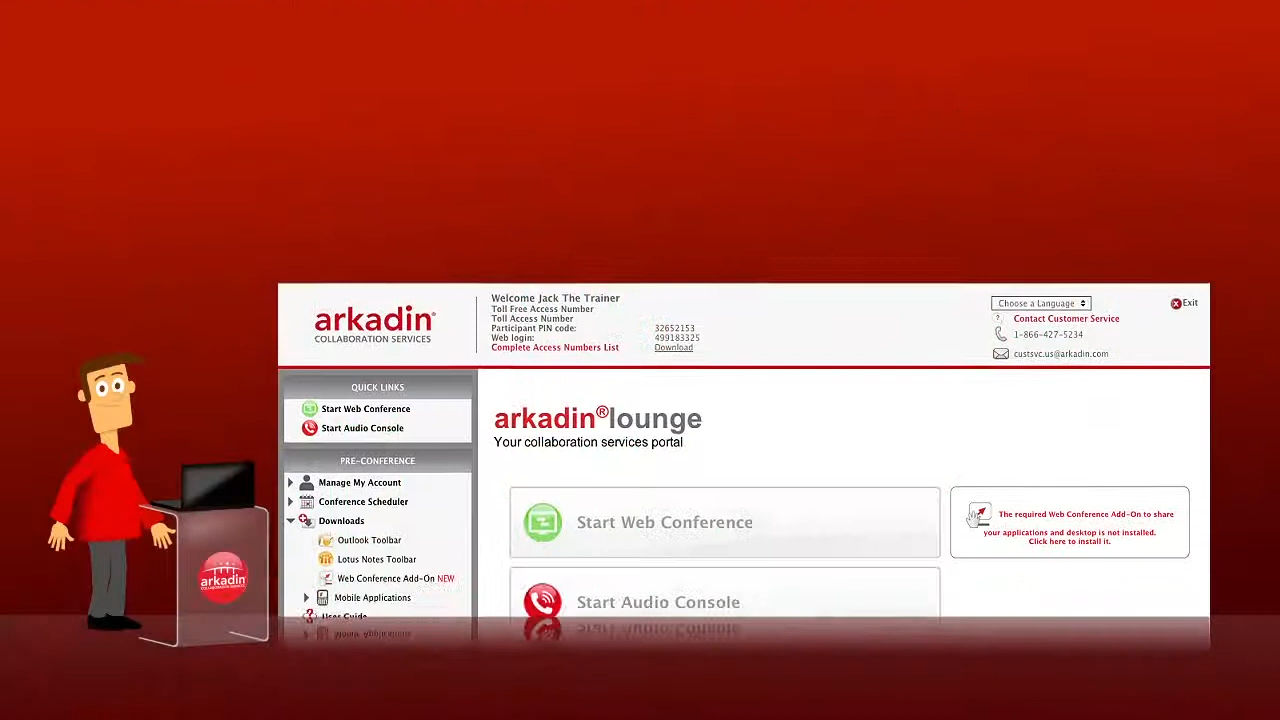 arkadin
COLLABORATION SERVICES
Welcome Jack The Trainer
Toll Free Access Number
Toll Access Number
Participant PIN code: 32652153
Web login: 499183325
Complete Access Numbers List Download
Choose a Language
Exit
? Contact Customer Service
1-866-427-5234
custsvc.us@arkadin.com
QUICK LINKS
Start Web Conference
Start Audio Console
PRE-CONFERENCE
Manage My Account
Conference Scheduler
Downloads
Outlook Toolbar
Lotus Notes Toolbar
Web Conference Add-On NEW
Mobile Applications
User Guide
arkadin®lounge
Your collaboration services portal
Start Web Conference
Start Audio Console
The required Web Conference Add-On to share
your applications and desktop is not installed.
Click here to install it.
arkadin
COLLABORATION SERVICES